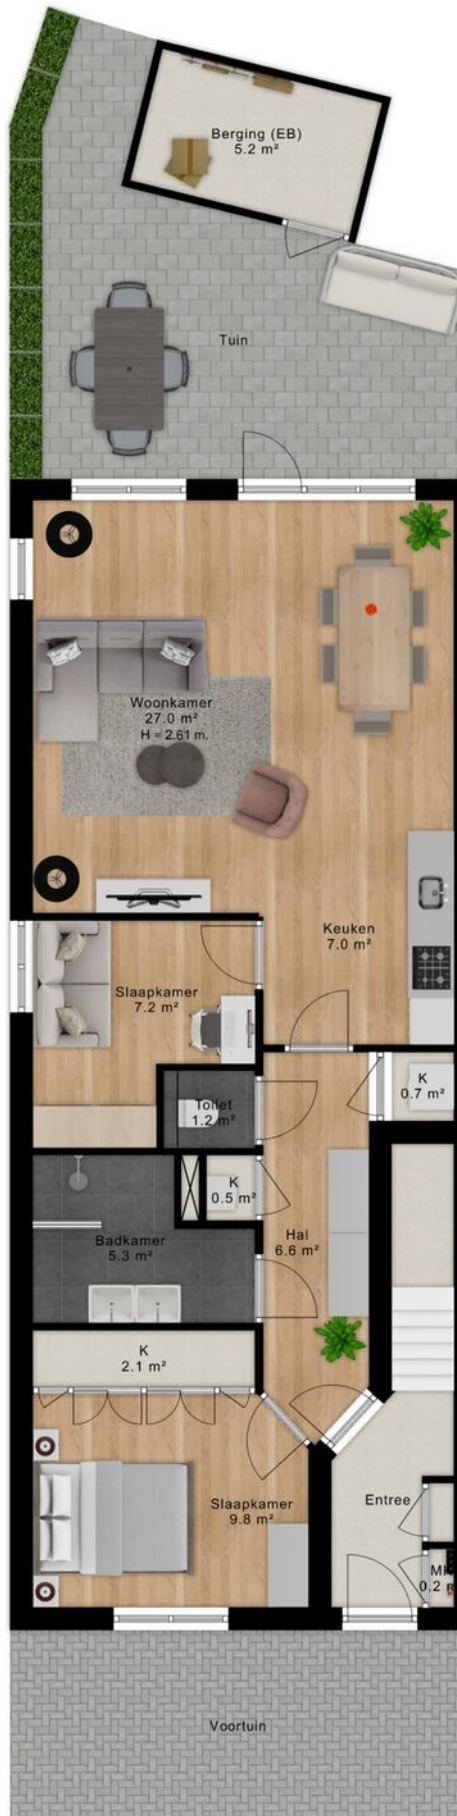 Berging (EB)
5.2 m²
Tuin
Woonkamer
27.0 m²
H = 2.61 m.
Keuken
7.0 m²
Slaapkamer
7.2 m²
K
0.7 m²
Toilet
1.2 m²
K
0.5 m²
Hal
6.6 m²
Badkamer
5.3 m²
K
2.1 m²
Slaapkamer
9.8 m²
Entree
MK
0.2 m
Voortuin